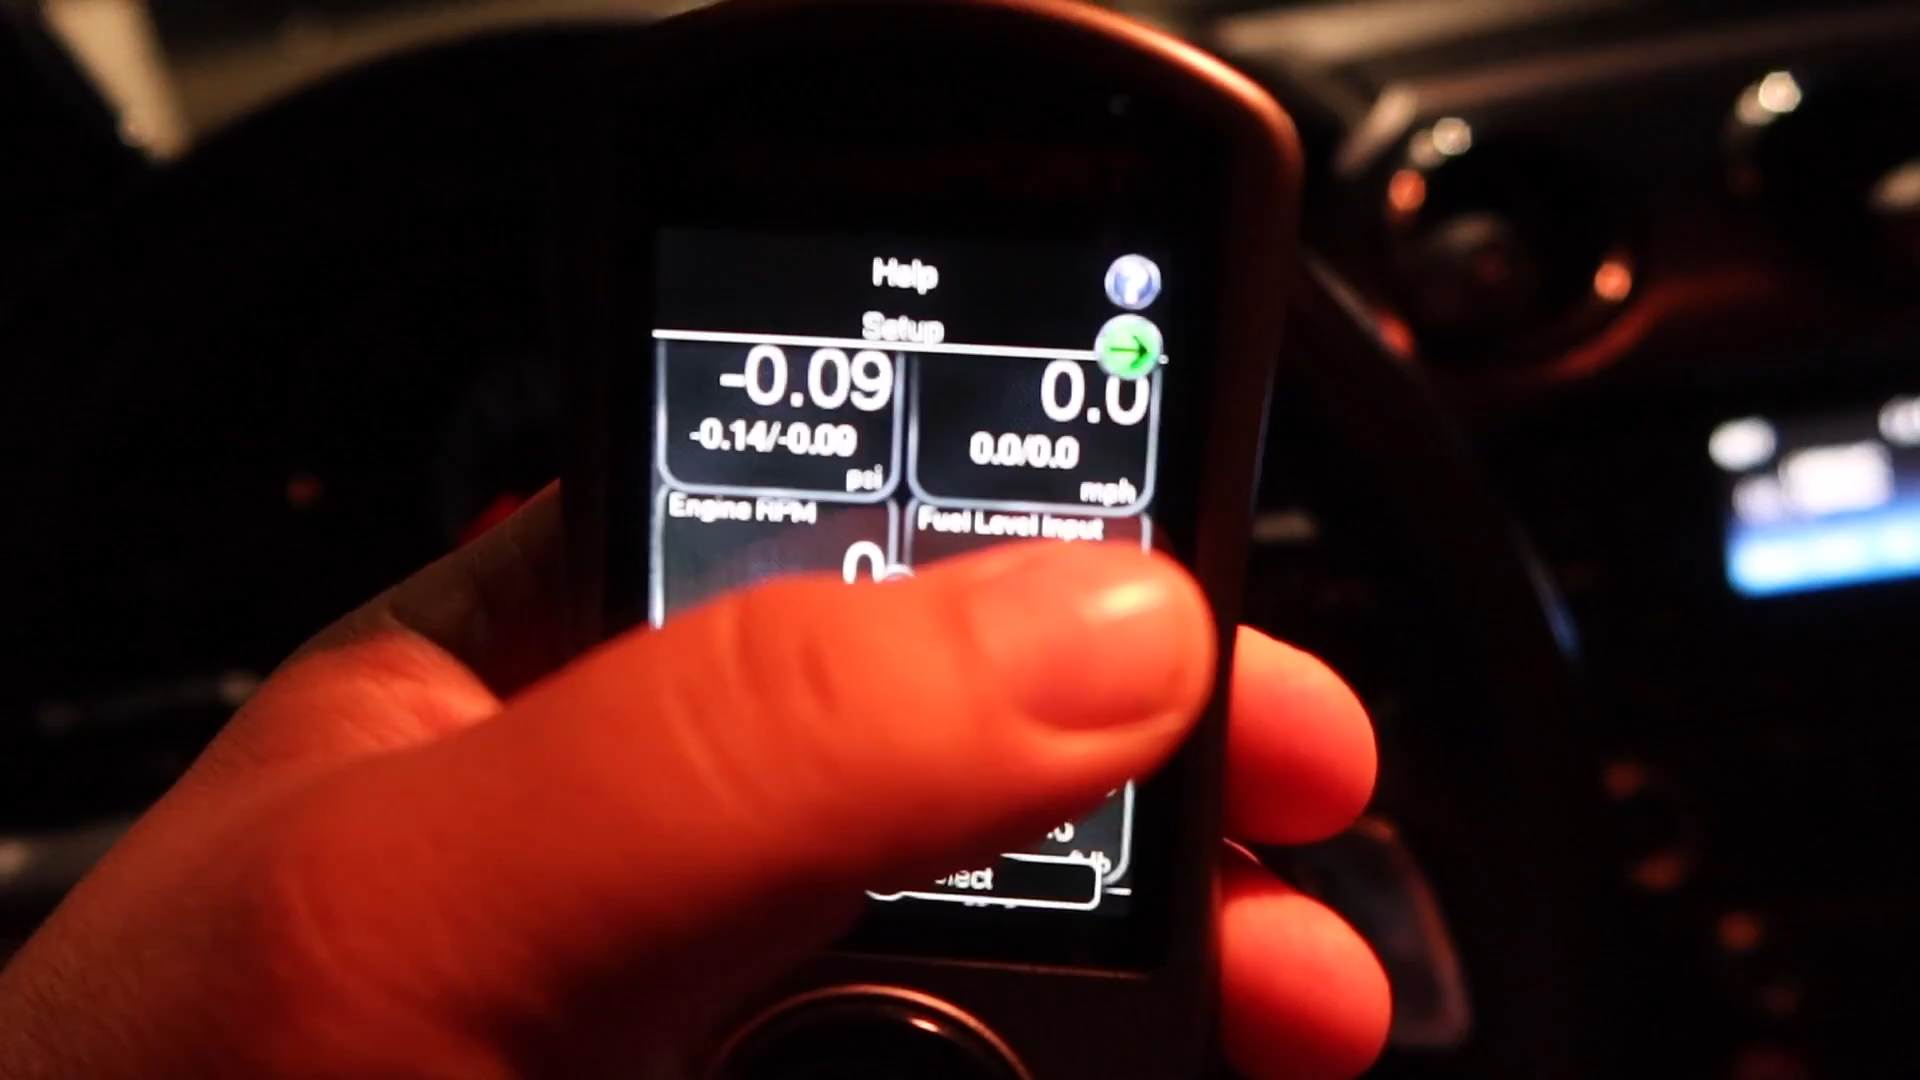 Help
Setup
-0.09
0.0
-0.14/-0.09
0.0/0.0
psi
mph
Engine RPM
Fuel Level Input
0